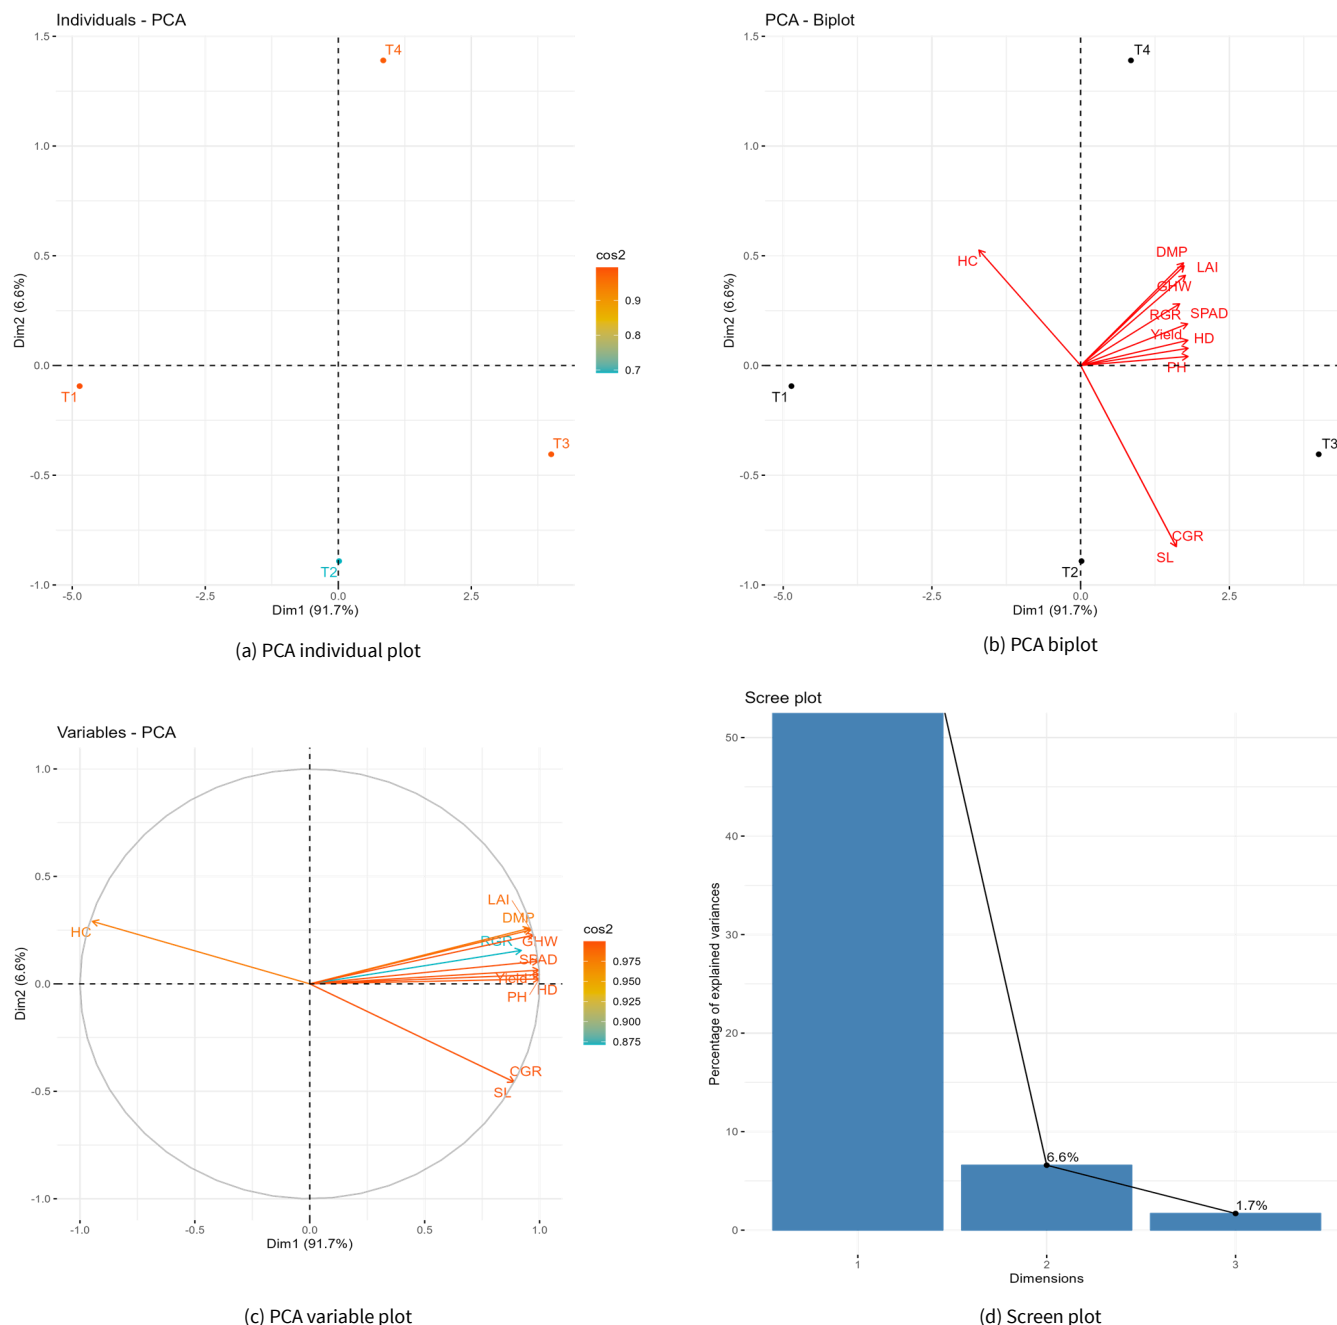 Individuals - PCA
1.5
1.0
0.5
0.0
-0.5
-1.0
Dim2 (6.6%)
T4
T1
T3
T2
-5.0
-2.5
0.0
2.5
Dim1 (91.7%)
cos2
0.9
0.8
0.7
(a) PCA individual plot
PCA - Biplot
1.5
1.0
0.5
0.0
-0.5
-1.0
Dim2 (6.6%)
T4
HC
DMP
LAI
GHW
RGR
SPAD
Yield
HD
PH
T1
T3
CGR
SL
T2
-5.0
-2.5
0.0
2.5
Dim1 (91.7%)
(b) PCA biplot
Variables - PCA
1.0
0.5
0.0
-0.5
-1.0
Dim2 (6.6%)
HC
LAI
DMP
RGR
GHW
SPAD
Yield
HD
PH
CGR
SL
-1.0
-0.5
0.0
0.5
1.0
Dim1 (91.7%)
cos2
0.975
0.950
0.925
0.900
0.875
(c) PCA variable plot
Scree plot
50
40
30
20
10
0
Percentage of explained variances
6.6%
1.7%
1
2
3
Dimensions
(d) Screen plot